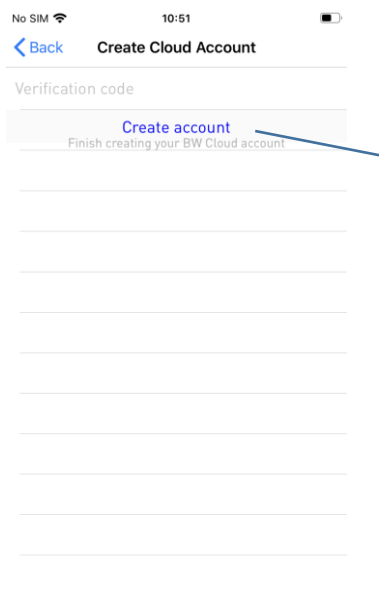 No SIM 10:51
Back Create Cloud Account
Verification code
Create account
Finish creating your BW Cloud account